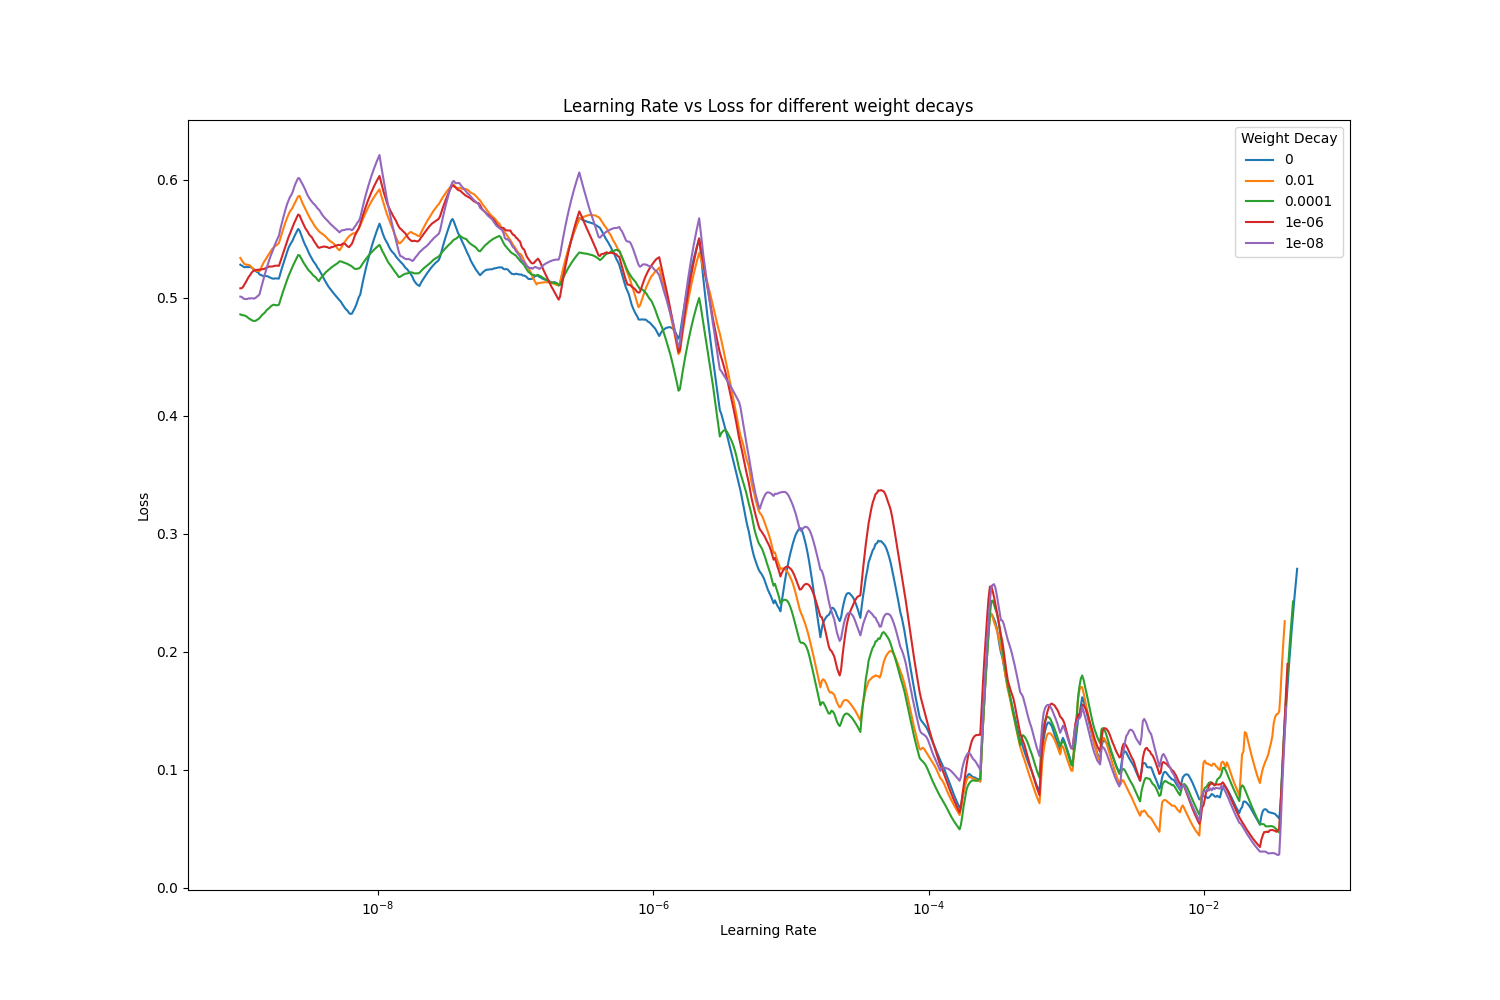 Learning Rate vs Loss for different weight decays
Weight Decay
0
0.01
0.0001
1e-06
1e-08
0.6
0.5
0.4
0.3
0.2
0.1
0.0
Loss
10⁻⁸
10⁻⁶
10⁻⁴
10⁻²
Learning Rate